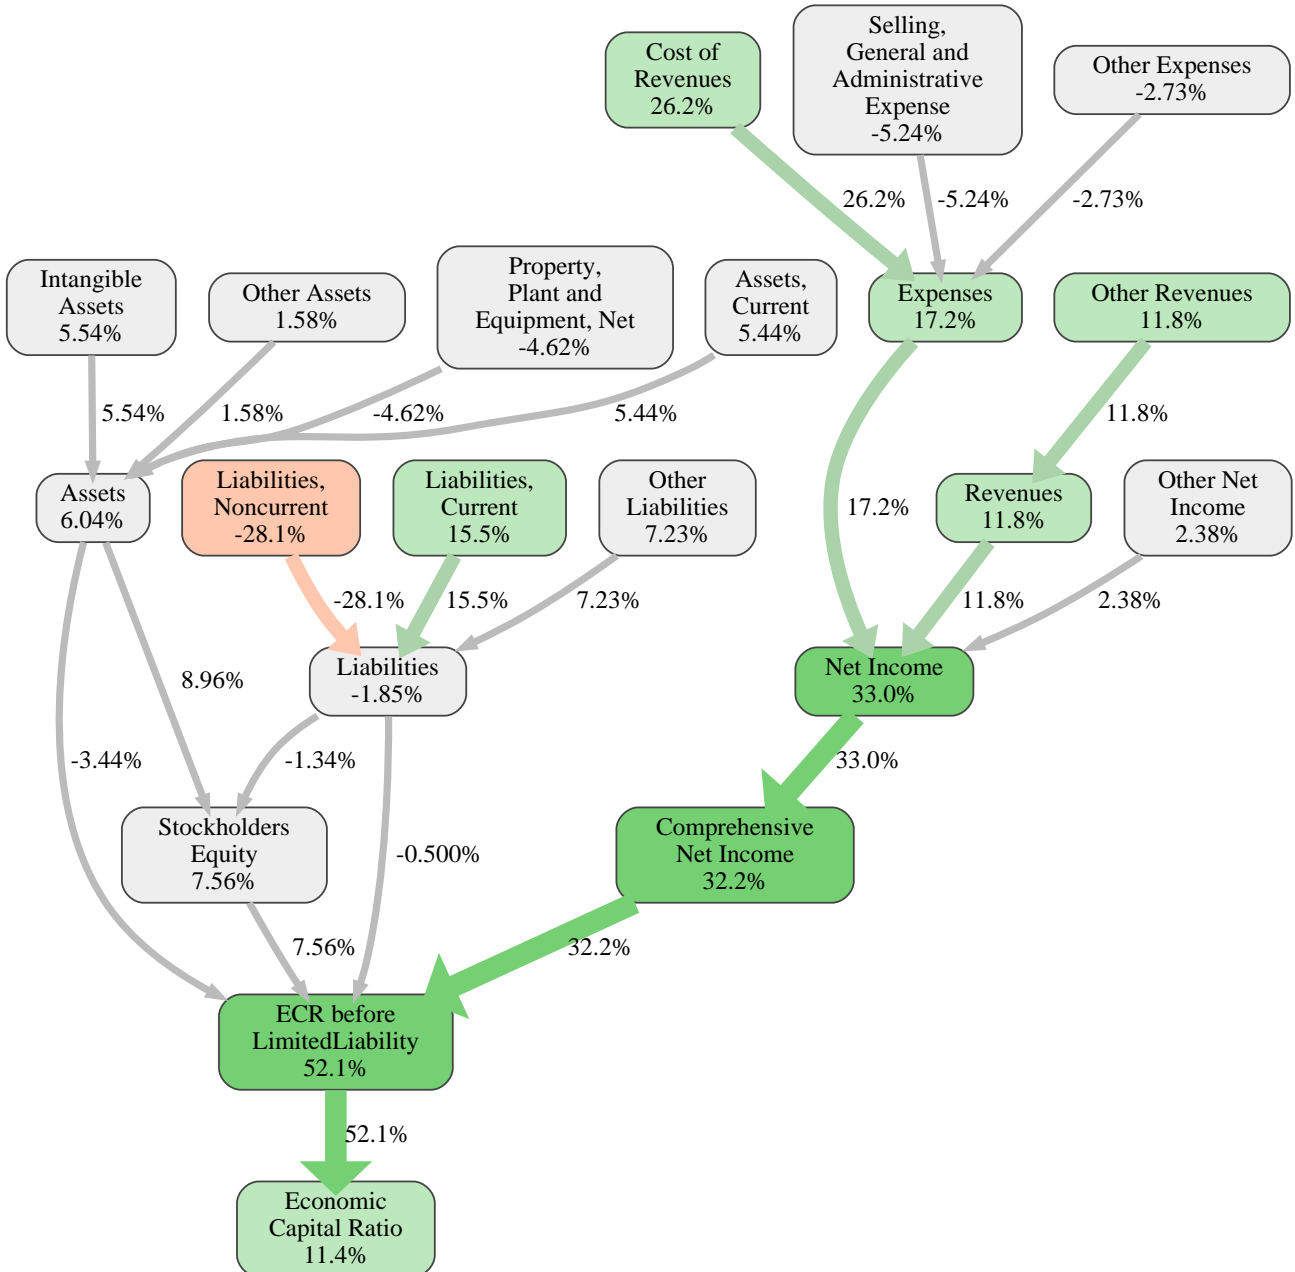 Cost of
Revenues
26.2%
Selling,
General and
Administrative
Expense
-5.24%
Other Expenses
-2.73%
26.2%
-5.24%
-2.73%
Intangible
Assets
5.54%
Other Assets
1.58%
Property,
Plant and
Equipment, Net
-4.62%
Assets,
Current
5.44%
Expenses
17.2%
Other Revenues
11.8%
5.54%
1.58%
-4.62%
5.44%
11.8%
Assets
6.04%
Liabilities,
Noncurrent
-28.1%
Liabilities,
Current
15.5%
Other
Liabilities
7.23%
17.2%
Revenues
11.8%
Other Net
Income
2.38%
-28.1%
15.5%
7.23%
11.8%
2.38%
8.96%
Liabilities
-1.85%
Net Income
33.0%
-3.44%
-1.34%
33.0%
Stockholders
Equity
7.56%
-0.500%
Comprehensive
Net Income
32.2%
7.56%
32.2%
ECR before
LimitedLiability
52.1%
52.1%
Economic
Capital Ratio
11.4%